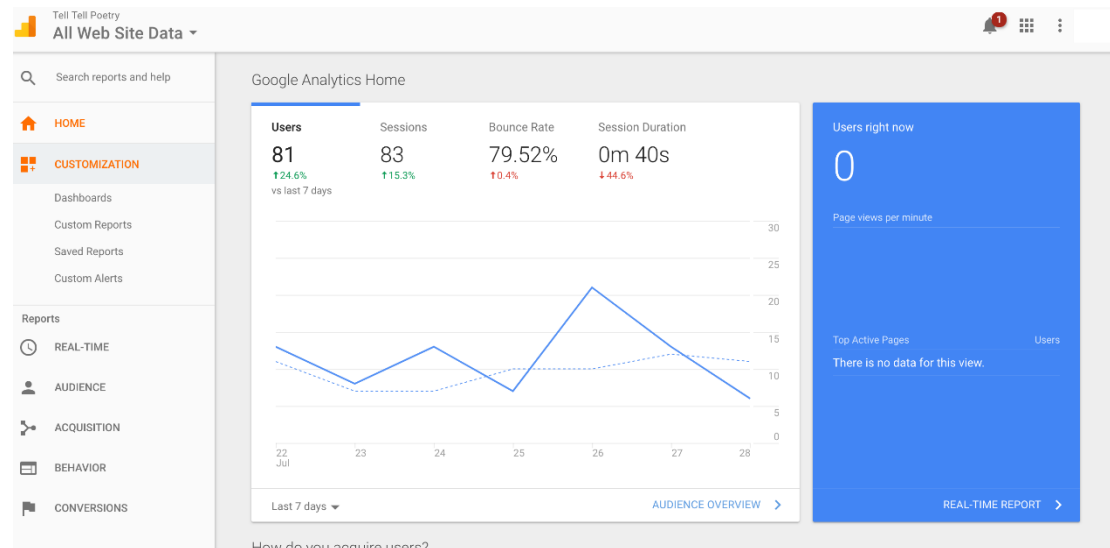 Tell Tell Poetry
All Web Site Data
1
Search reports and help
HOME
CUSTOMIZATION
Dashboards
Custom Reports
Saved Reports
Custom Alerts
Reports
REAL-TIME
AUDIENCE
ACQUISITION
BEHAVIOR
CONVERSIONS
Google Analytics Home
Users Sessions Bounce Rate Session Duration
81 83 79.52% 0m 40s
↑24.6% ↑15.3% ↑0.4% ↓44.6%
vs last 7 days
30
25
20
15
10
5
0
22 23 24 25 26 27 28
Jul
Last 7 days AUDIENCE OVERVIEW
Users right now
0
Page views per minute
Top Active Pages Users
There is no data for this view.
REAL-TIME REPORT
How do you acquire users?